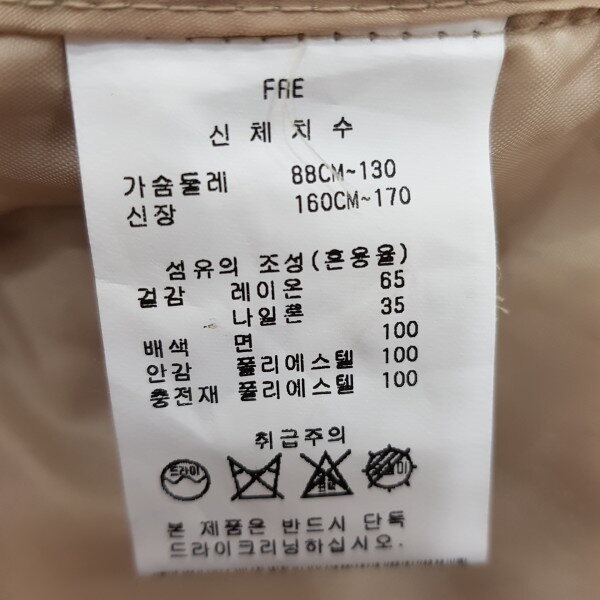 FRE
신체치수
가슴둘레 88CM~130
신장 160CM~170
섬유의 조성(혼용율)
겉감 레이온 65
나일론 35
배색 면 100
안감 폴리에스텔 100
충전재 폴리에스텔 100
취급주의
드라이
본 제품은 반드시 단독
드라이크리닝하십시오.